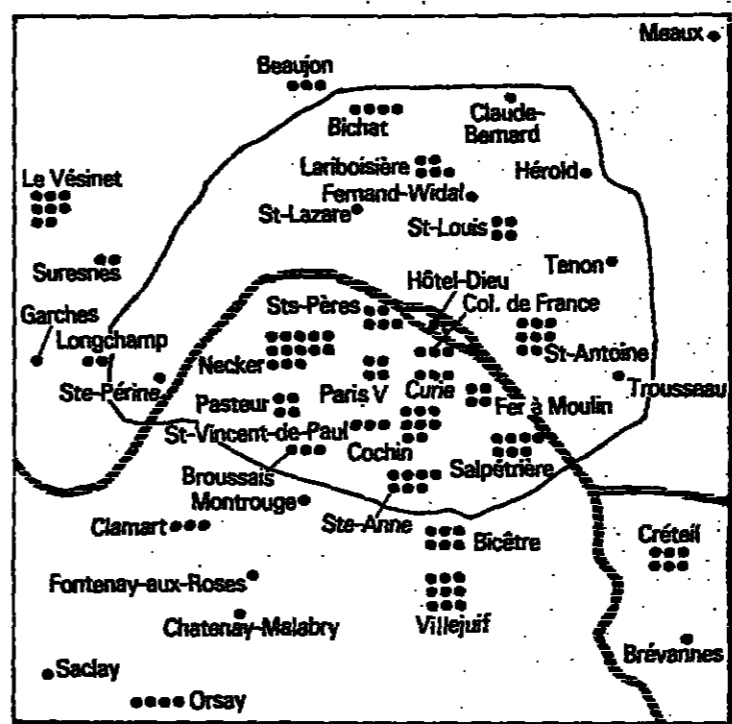 Meaux
Beaujon
Bichat
Claude-
Bernard
Lariboisière
Hérold
Le Vésinet
Fernand-Widal
St-Lazare
St-Louis
Suresnes
Tenon
Hôtel-Dieu
Garches
Sts-Pères
Col. de France
Longchamp
Necker
St-Antoine
Ste-Périne
Paris V
Curie
Trousseau
Pasteur
Fer à Moulin
St-Vincent-de-Paul
Cochin
Salpétrière
Broussais
Montrouge
Ste-Anne
Clamart
Bicêtre
Créteil
Fontenay-aux-Roses
Chatenay-Malabry
Villejuif
Brévannes
Saclay
Orsay